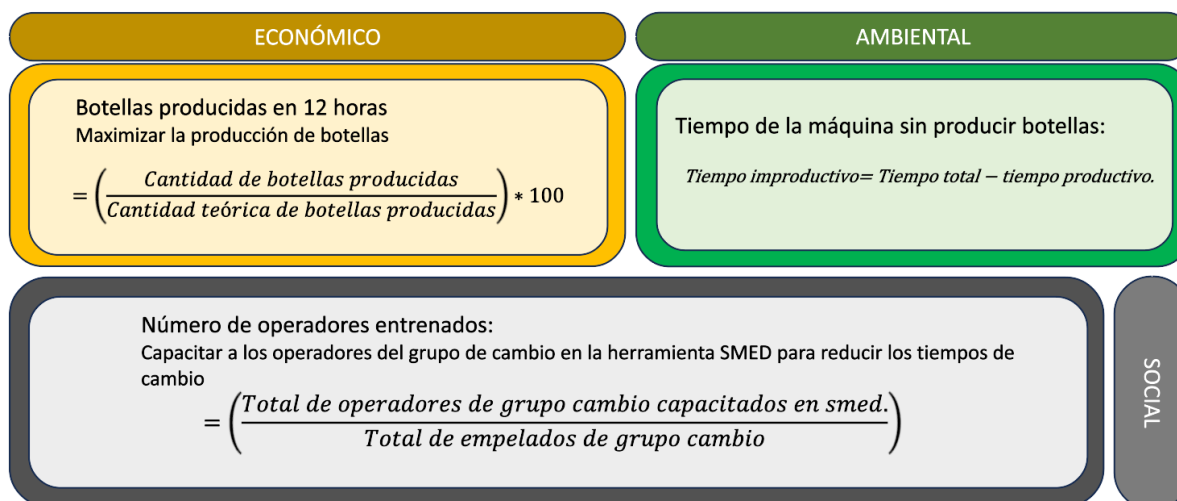 ECONÓMICO
Botellas producidas en 12 horas
Maximizar la producción de botellas
= (Cantidad de botellas producidas / Cantidad teórica de botellas producidas) * 100
AMBIENTAL
Tiempo de la máquina sin producir botellas:
Tiempo improductivo= Tiempo total − tiempo productivo.
Número de operadores entrenados:
Capacitar a los operadores del grupo de cambio en la herramienta SMED para reducir los tiempos de
cambio
= (Total de operadores de grupo cambio capacitados en smed. / Total de empelados de grupo cambio)
SOCIAL